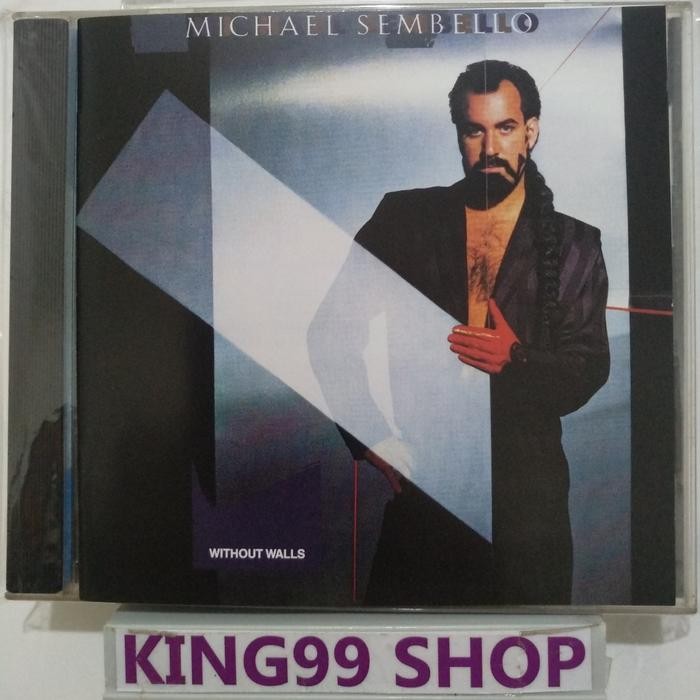 MICHAEL SEMBELLO
WITHOUT WALLS
KING99 SHOP